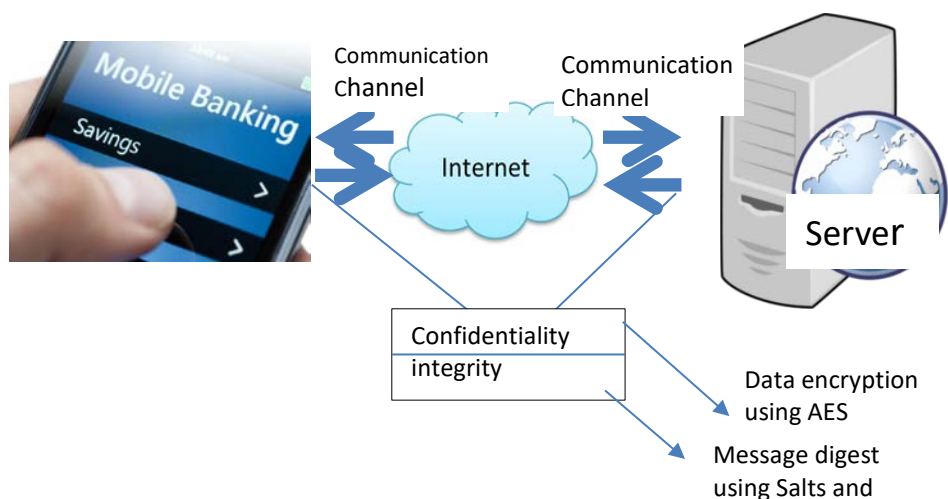 Mobile Banking
Savings
Communication
Channel
Communication
Channel
Internet
Server
Confidentiality
integrity
Data encryption
using AES
Message digest
using Salts and